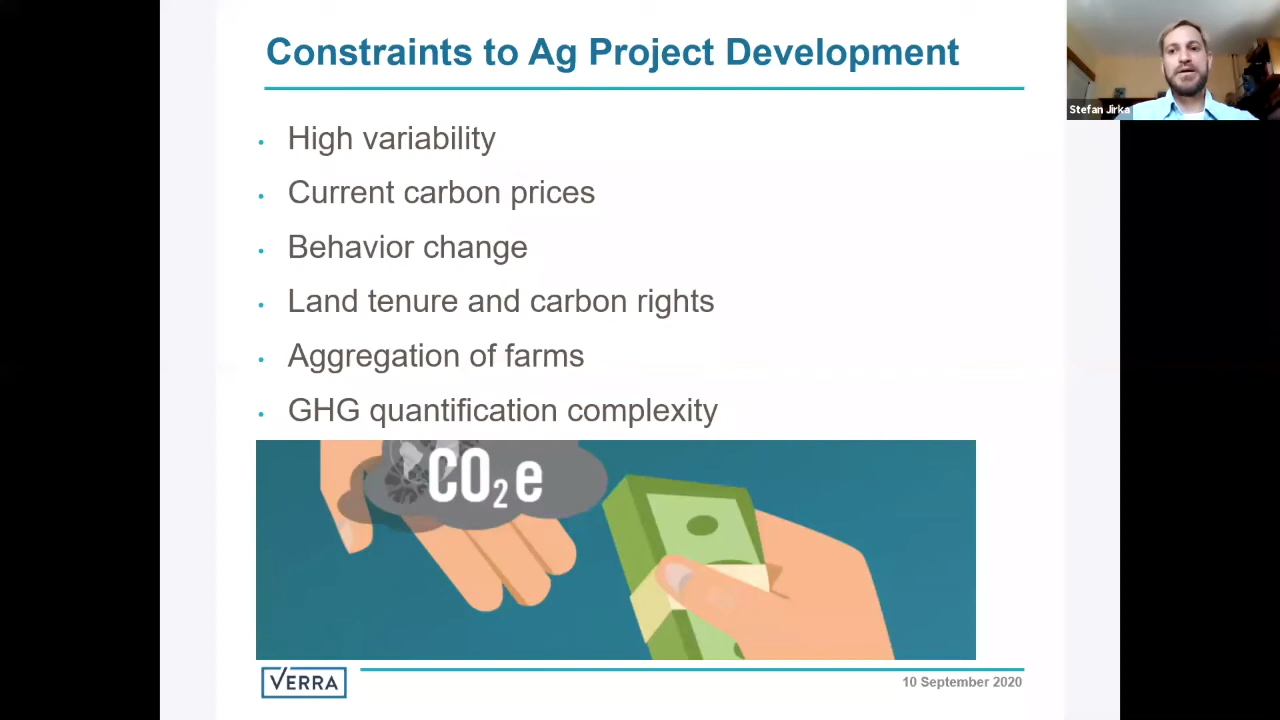 Constraints to Ag Project Development
Stefan Jirka
• High variability
• Current carbon prices
• Behavior change
• Land tenure and carbon rights
• Aggregation of farms
• GHG quantification complexity
CO₂e
VERRA
10 September 2020